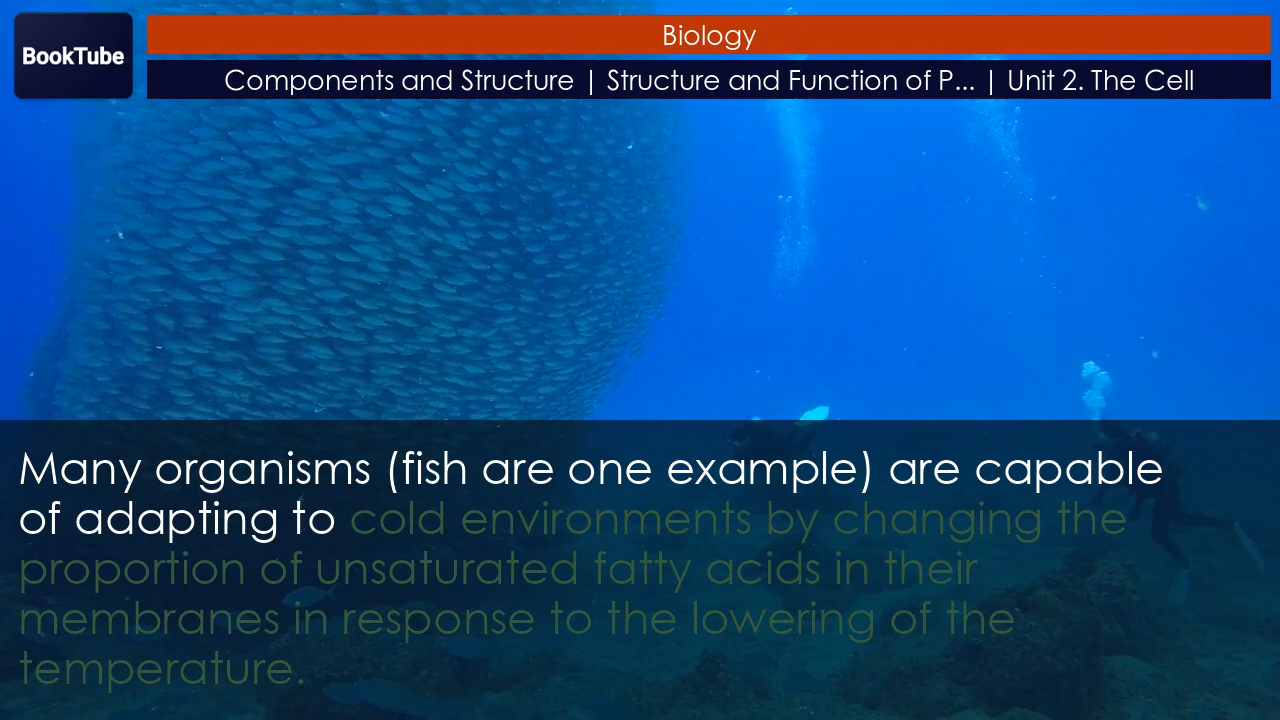 BookTube
Biology
Components and Structure | Structure and Function of P... | Unit 2. The Cell
Many organisms (fish are one example) are capable
of adapting to cold environments by changing the
proportion of unsaturated fatty acids in their
membranes in response to the lowering of the
temperature.